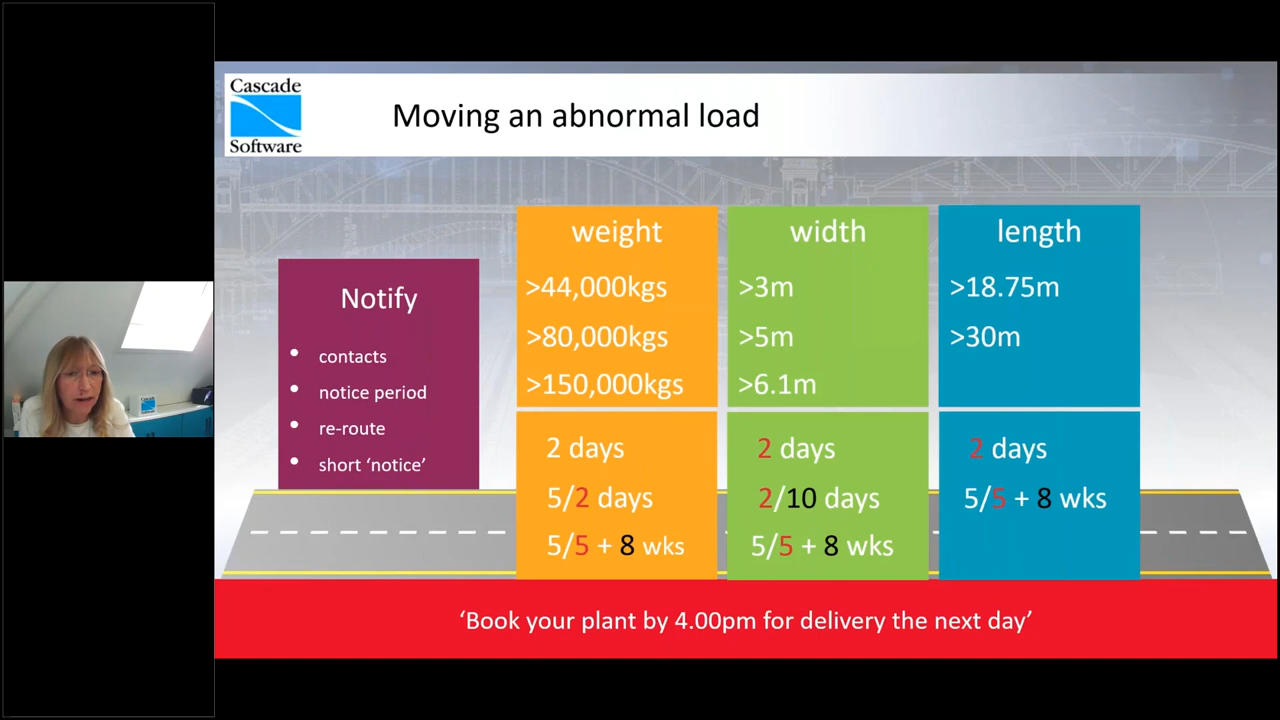 Cascade
Software
Moving an abnormal load
Notify
• contacts
• notice period
• re-route
• short ‘notice’
weight
>44,000kgs
>80,000kgs
>150,000kgs
2 days
5/2 days
5/5 + 8 wks
width
>3m
>5m
>6.1m
2 days
2/10 days
5/5 + 8 wks
length
>18.75m
>30m
2 days
5/5 + 8 wks
‘Book your plant by 4.00pm for delivery the next day’